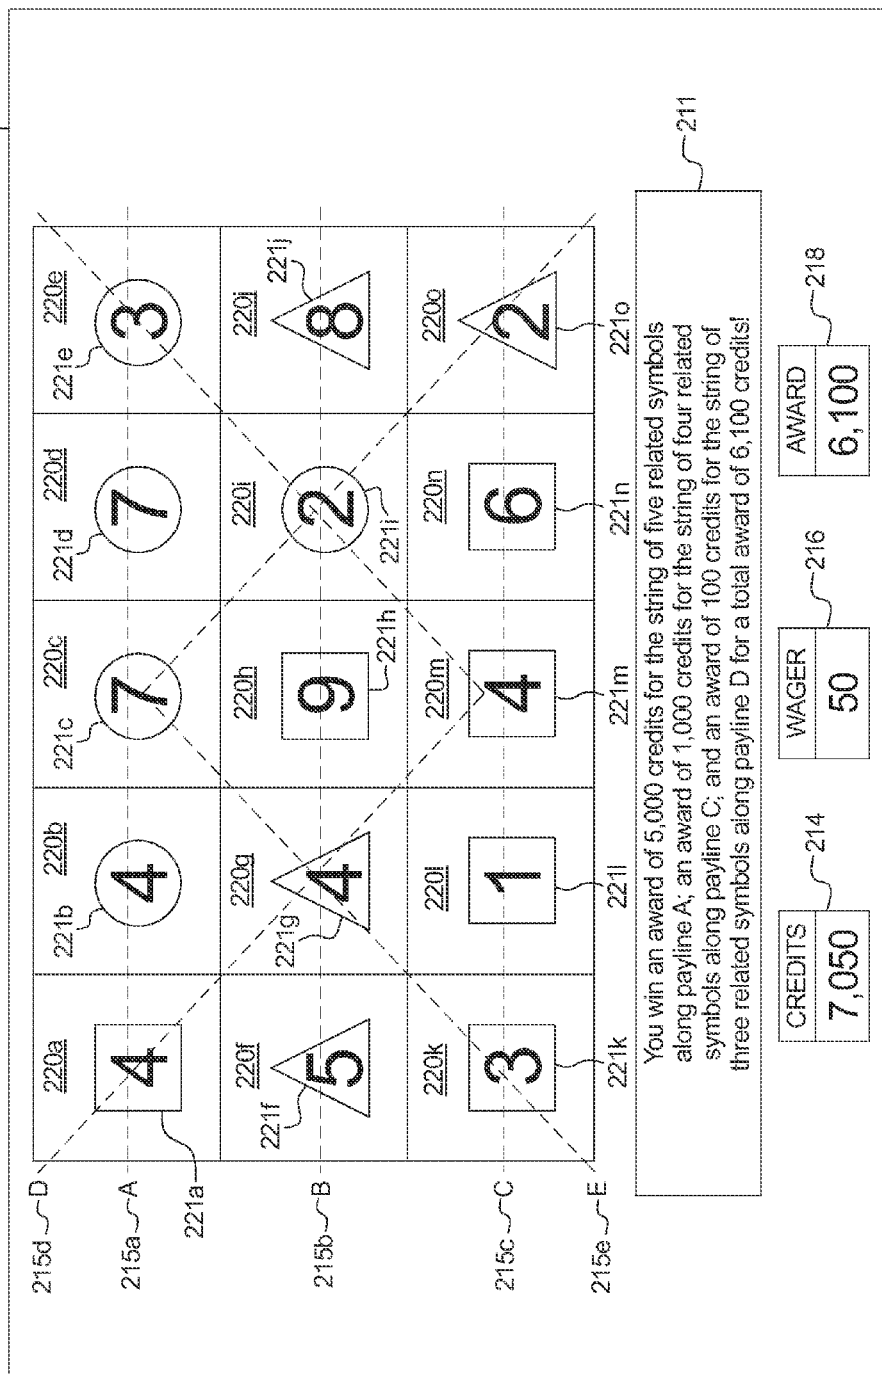 220a 220b 220c 220d 220e
221b 221c 221d 221e
215d D
215a A
4 4 7 7 3
221a
220f 220g 220h 220i 220j
221f 221g 221j
215b B
5 4 9 2 8
221h 221i
220k 220l 220m 220n 220o
215c C
3 1 4 6 2
215e E
221k 221l 221m 221n 221o
211
You win an award of 5,000 credits for the string of five related symbols
along payline A; an award of 1,000 credits for the string of four related
symbols along payline C; and an award of 100 credits for the string of
three related symbols along payline D for a total award of 6,100 credits!
214 216 218
CREDITS WAGER AWARD
7,050 50 6,100